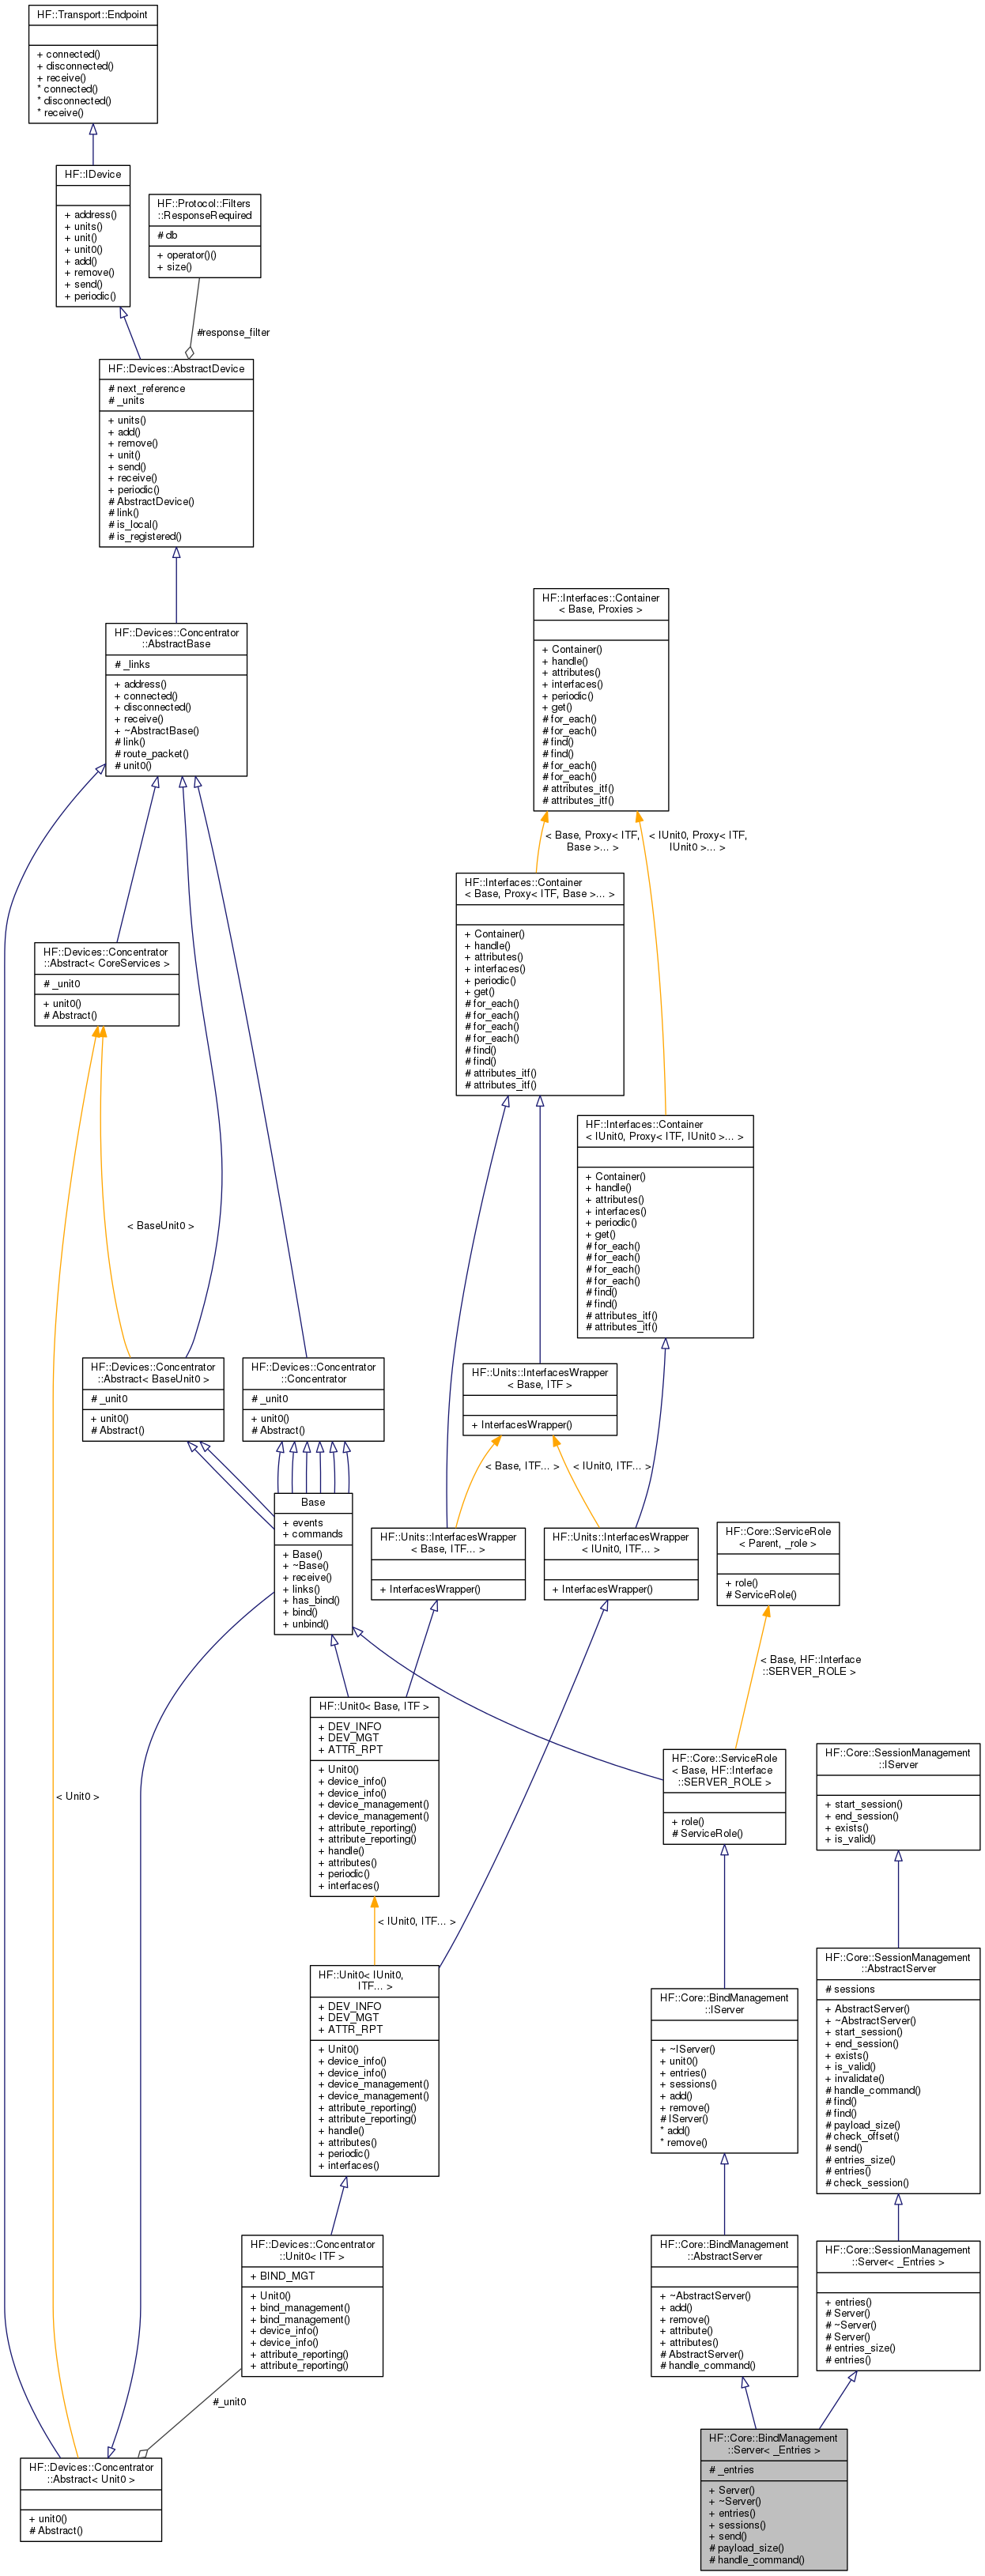 HF::Transport::Endpoint
+ connected()
+ disconnected()
+ receive()
* connected()
* disconnected()
* receive()
HF::IDevice
+ address()
+ units()
+ unit()
+ unit0()
+ add()
+ remove()
+ send()
+ periodic()
HF::Protocol::Filters
::ResponseRequired
# db
+ operator()()
+ size()
#response_filter
HF::Devices::AbstractDevice
# next_reference
# _units
+ units()
+ add()
+ remove()
+ unit()
+ send()
+ receive()
+ periodic()
# AbstractDevice()
# link()
# is_local()
# is_registered()
HF::Devices::Concentrator
::AbstractBase
# _links
+ address()
+ connected()
+ disconnected()
+ receive()
+ ~AbstractBase()
# link()
# route_packet()
# unit0()
HF::Interfaces::Container
< Base, Proxies >
+ Container()
+ handle()
+ attributes()
+ interfaces()
+ periodic()
+ get()
# for_each()
# for_each()
# find()
# find()
# for_each()
# for_each()
# attributes_itf()
# attributes_itf()
< Base, Proxy< ITF,
Base >... >
< IUnit0, Proxy< ITF,
IUnit0 >... >
HF::Interfaces::Container
< Base, Proxy< ITF, Base >... >
+ Container()
+ handle()
+ attributes()
+ interfaces()
+ periodic()
+ get()
# for_each()
# for_each()
# for_each()
# for_each()
# find()
# find()
# attributes_itf()
# attributes_itf()
HF::Devices::Concentrator
::Abstract< CoreServices >
# _unit0
+ unit0()
# Abstract()
HF::Interfaces::Container
< IUnit0, Proxy< ITF, IUnit0 >... >
+ Container()
+ handle()
+ attributes()
+ interfaces()
+ periodic()
+ get()
# for_each()
# for_each()
# for_each()
# for_each()
# find()
# find()
# attributes_itf()
# attributes_itf()
< BaseUnit0 >
HF::Devices::Concentrator
::Abstract< BaseUnit0 >
# _unit0
+ unit0()
# Abstract()
HF::Devices::Concentrator
::Concentrator
# _unit0
+ unit0()
# Abstract()
HF::Units::InterfacesWrapper
< Base, ITF >
+ InterfacesWrapper()
< Base, ITF... >
< IUnit0, ITF... >
Base
+ events
+ commands
+ Base()
+ ~Base()
+ receive()
+ links()
+ has_bind()
+ bind()
+ unbind()
HF::Units::InterfacesWrapper
< Base, ITF... >
+ InterfacesWrapper()
HF::Units::InterfacesWrapper
< IUnit0, ITF... >
+ InterfacesWrapper()
HF::Core::ServiceRole
< Parent, _role >
+ role()
# ServiceRole()
< Base, HF::Interface
::SERVER_ROLE >
HF::Unit0< Base, ITF >
+ DEV_INFO
+ DEV_MGT
+ ATTR_RPT
+ Unit0()
+ device_info()
+ device_info()
+ device_management()
+ device_management()
+ attribute_reporting()
+ attribute_reporting()
+ handle()
+ attributes()
+ periodic()
+ interfaces()
HF::Core::ServiceRole
< Base, HF::Interface
::SERVER_ROLE >
+ role()
# ServiceRole()
HF::Core::SessionManagement
::IServer
+ start_session()
+ end_session()
+ exists()
+ is_valid()
< Unit0 >
< IUnit0, ITF... >
HF::Unit0< IUnit0,
ITF... >
+ DEV_INFO
+ DEV_MGT
+ ATTR_RPT
+ Unit0()
+ device_info()
+ device_info()
+ device_management()
+ device_management()
+ attribute_reporting()
+ attribute_reporting()
+ handle()
+ attributes()
+ periodic()
+ interfaces()
HF::Core::BindManagement
::IServer
+ ~IServer()
+ unit0()
+ entries()
+ sessions()
+ add()
+ remove()
# IServer()
* add()
* remove()
HF::Core::SessionManagement
::AbstractServer
# sessions
+ AbstractServer()
+ ~AbstractServer()
+ start_session()
+ end_session()
+ exists()
+ is_valid()
+ invalidate()
# handle_command()
# find()
# find()
# payload_size()
# check_offset()
# send()
# entries_size()
# entries()
# check_session()
HF::Devices::Concentrator
::Unit0< ITF >
+ BIND_MGT
+ Unit0()
+ bind_management()
+ bind_management()
+ device_info()
+ device_info()
+ attribute_reporting()
+ attribute_reporting()
HF::Core::BindManagement
::AbstractServer
+ ~AbstractServer()
+ add()
+ remove()
+ attribute()
+ attributes()
# AbstractServer()
# handle_command()
HF::Core::SessionManagement
::Server< _Entries >
+ entries()
# Server()
# ~Server()
# Server()
# entries_size()
# entries()
#_unit0
HF::Devices::Concentrator
::Abstract< Unit0 >
+ unit0()
# Abstract()
HF::Core::BindManagement
::Server< _Entries >
# _entries
+ Server()
+ ~Server()
+ entries()
+ sessions()
+ send()
# payload_size()
# handle_command()